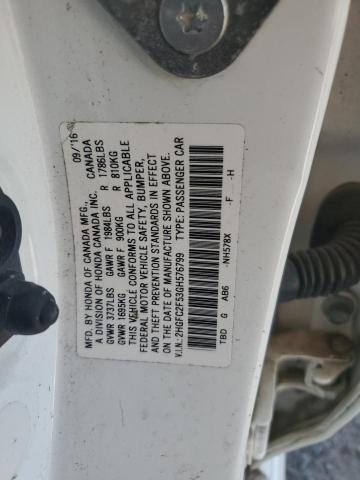 MFD. BY HONDA OF CANADA MFG., 09/16
A DIVISION OF HONDA CANADA INC. CANADA
GVWR 3737LBS GAWR F 1984LBS R 1786LBS
GVWR 1695KG GAWR F 900KG R 810KG
THIS VEHICLE CONFORMS TO ALL APPLICABLE
FEDERAL MOTOR VEHICLE SAFETY, BUMPER,
AND THEFT PREVENTION STANDARDS IN EFFECT
ON THE DATE OF MANUFACTURE SHOWN ABOVE.
V.I.N.: 2HGFC2F53GH576799 TYPE: PASSENGER CAR
TBD G AB6 -NH578X -F -H